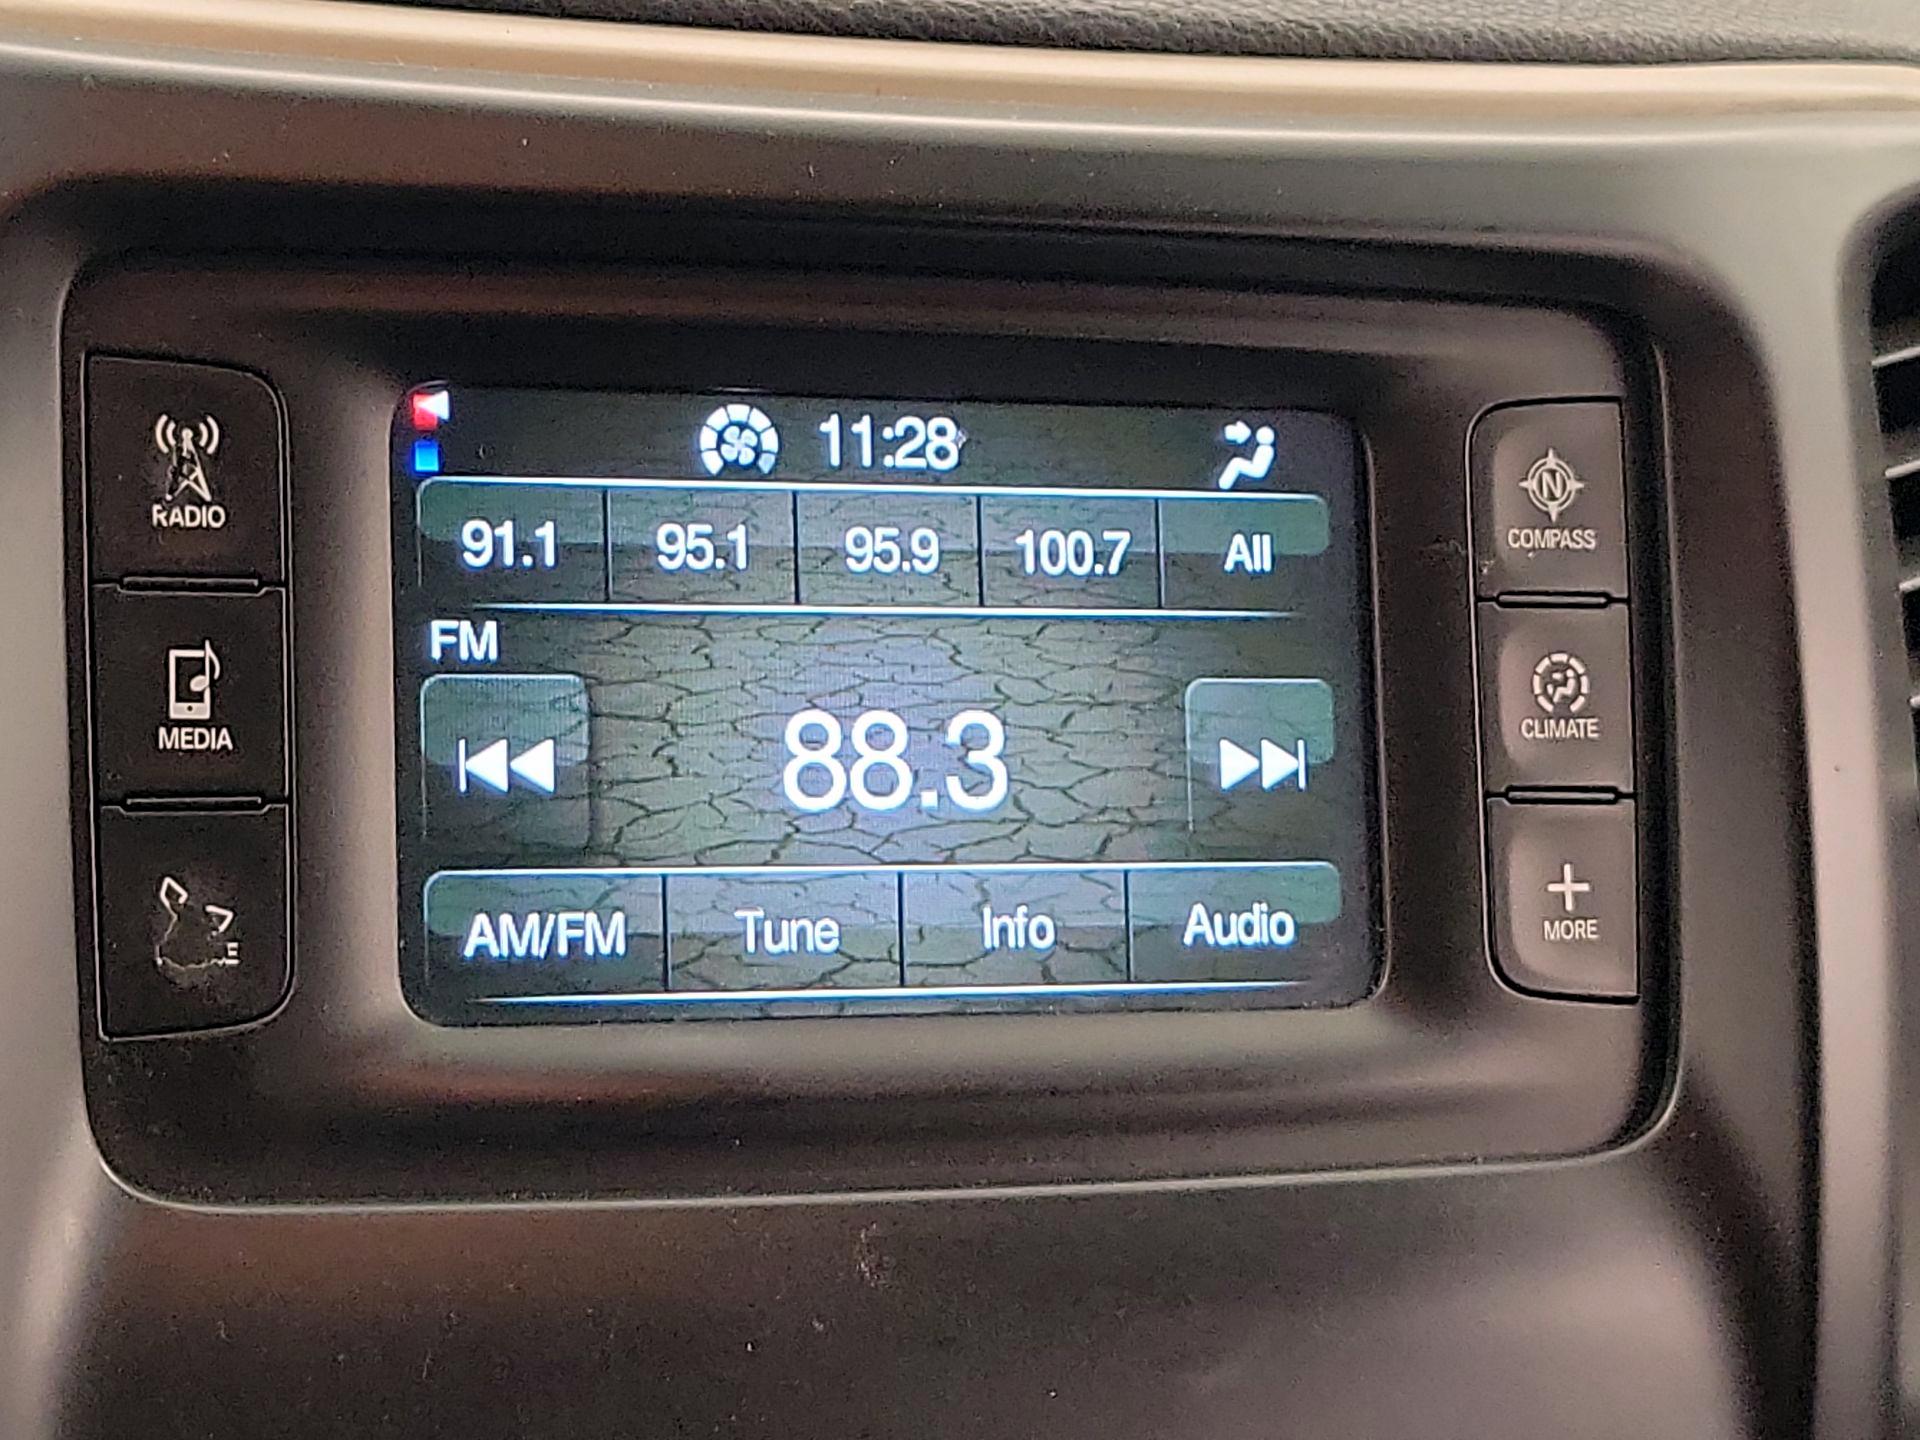 11:28
91.1 95.1 95.9 100.7 All
FM
88.3
AM/FM Tune Info Audio
RADIO
MEDIA
E
N
COMPASS
CLIMATE
MORE